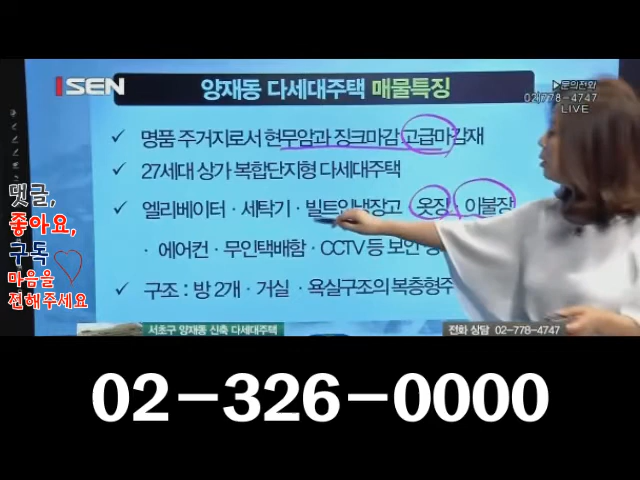 SEN
양재동 다세대주택 매물특징
▷문의전화
02)778-4747
LIVE
✓ 명품 주거지로서 현무암과 징크마감 고급마감재
✓ 27세대 상가 복합단지형 다세대주택
✓ 엘리베이터 · 세탁기 · 빌트인냉장고 옷장, 이불장
· 에어컨 · 무인택배함 · CCTV 등 보안
✓ 구조 : 방 2개 · 거실 · 욕실구조의 복층형주
댓글,
좋아요,
구독
마음을
전해주세요
서초구 양재동 신축 다세대주택
전화 상담 02-778-4747
02-326-0000